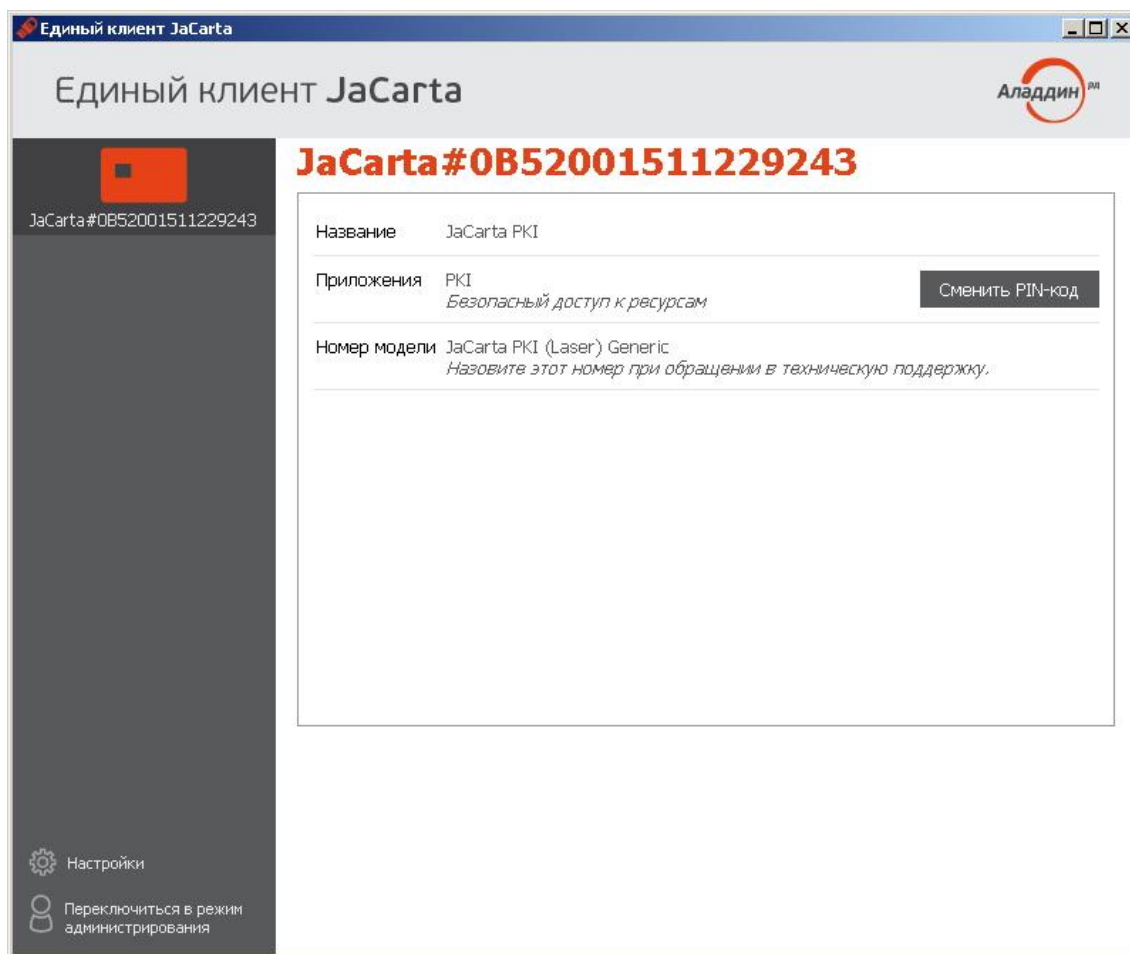 Единый клиент JaCarta
Единый клиент JaCarta
Аладдин РД
JaCarta#0B52001511229243
JaCarta#0B52001511229243
Название JaCarta PKI
Приложения PKI
Безопасный доступ к ресурсам
Сменить PIN-код
Номер модели JaCarta PKI (Laser) Generic
Назовите этот номер при обращении в техническую поддержку.
Настройки
Переключиться в режим
администрирования